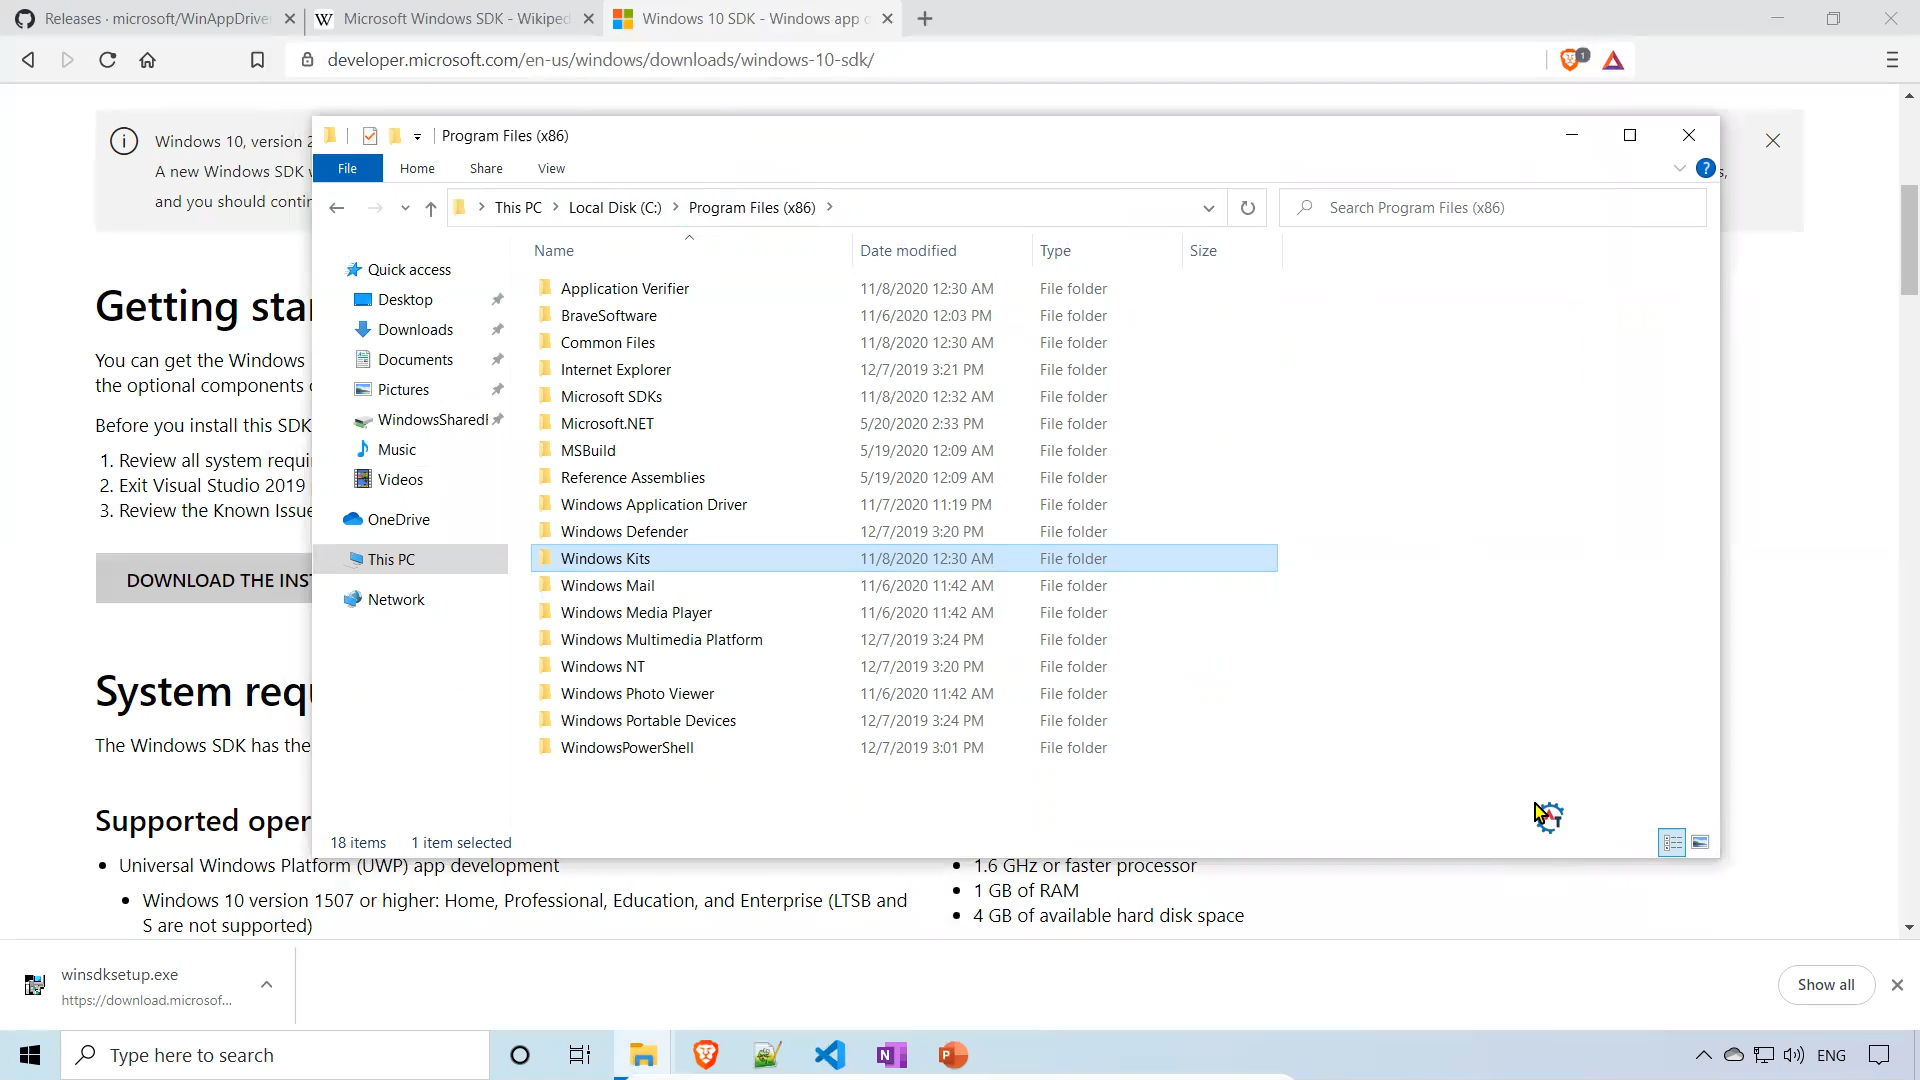 Releases · microsoft/WinAppDrive
Microsoft Windows SDK - Wikiped
Windows 10 SDK - Windows app d
developer.microsoft.com/en-us/windows/downloads/windows-10-sdk/
1
Windows 10, version 2
A new Windows SDK
and you should contin
Program Files (x86)
File
Home
Share
View
?
This PC
Local Disk (C:)
Program Files (x86)
Search Program Files (x86)
Name
Date modified
Type
Size
Quick access
Desktop
Downloads
Documents
Pictures
WindowsSharedF
Music
Videos
OneDrive
This PC
Network
Application Verifier 11/8/2020 12:30 AM File folder
BraveSoftware 11/6/2020 12:03 PM File folder
Common Files 11/8/2020 12:30 AM File folder
Internet Explorer 12/7/2019 3:21 PM File folder
Microsoft SDKs 11/8/2020 12:32 AM File folder
Microsoft.NET 5/20/2020 2:33 PM File folder
MSBuild 5/19/2020 12:09 AM File folder
Reference Assemblies 5/19/2020 12:09 AM File folder
Windows Application Driver 11/7/2020 11:19 PM File folder
Windows Defender 12/7/2019 3:20 PM File folder
Windows Kits 11/8/2020 12:30 AM File folder
Windows Mail 11/6/2020 11:42 AM File folder
Windows Media Player 11/6/2020 11:42 AM File folder
Windows Multimedia Platform 12/7/2019 3:24 PM File folder
Windows NT 12/7/2019 3:20 PM File folder
Windows Photo Viewer 11/6/2020 11:42 AM File folder
Windows Portable Devices 12/7/2019 3:24 PM File folder
WindowsPowerShell 12/7/2019 3:01 PM File folder
18 items
1 item selected
Getting star
You can get the Windows
the optional components
Before you install this SDK
1. Review all system requi
2. Exit Visual Studio 2019
3. Review the Known Issue
DOWNLOAD THE INST
System requ
The Windows SDK has the
Supported oper
Universal Windows Platform (UWP) app development
Windows 10 version 1507 or higher: Home, Professional, Education, and Enterprise (LTSB and
S are not supported)
1.6 GHz or faster processor
1 GB of RAM
4 GB of available hard disk space
winsdksetup.exe
https://download.microsof...
Show all
Type here to search
ENG